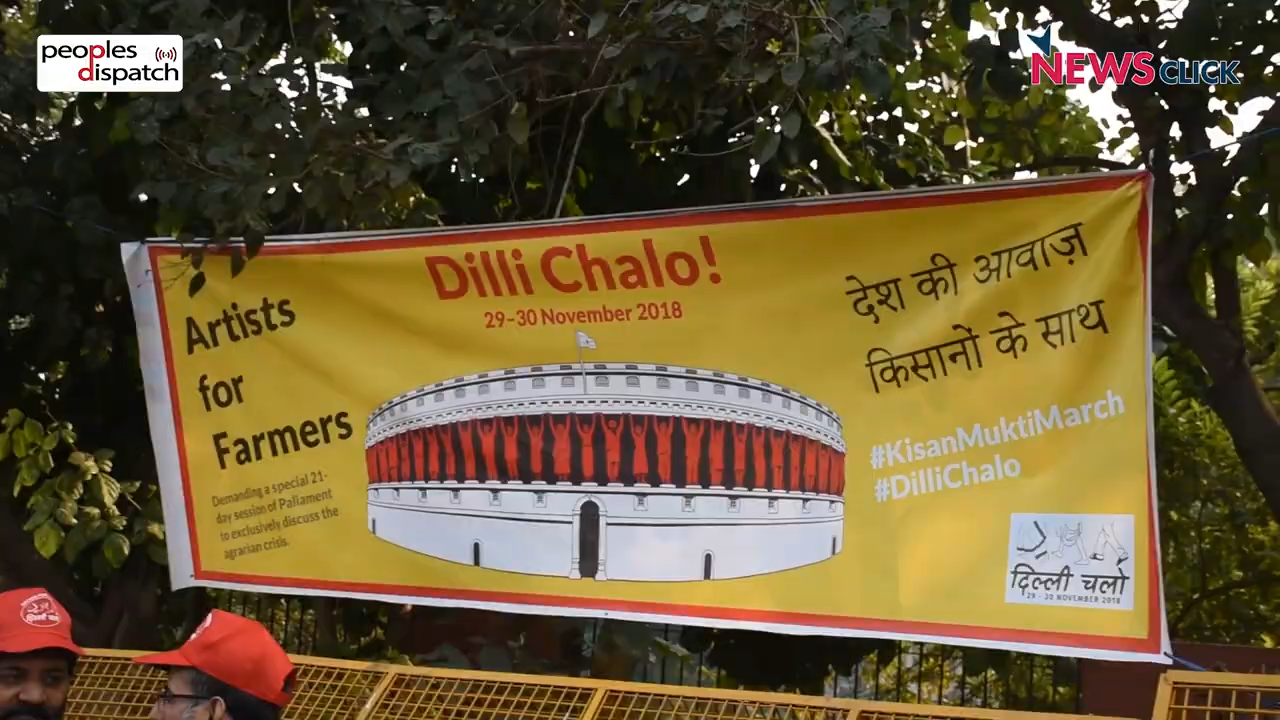 peoples
dispatch
NEWSCLICK
Dilli Chalo!
29-30 November 2018
Artists
for
Farmers
Demanding a special 21-
day session of Paliament
to exclusively discuss the
agrarian crisis.
देश की आवाज़
किसानों के साथ
#KisanMuktiMarch
#DilliChalo
दिल्ली चलो
29 - 30 NOVEMBER 2018